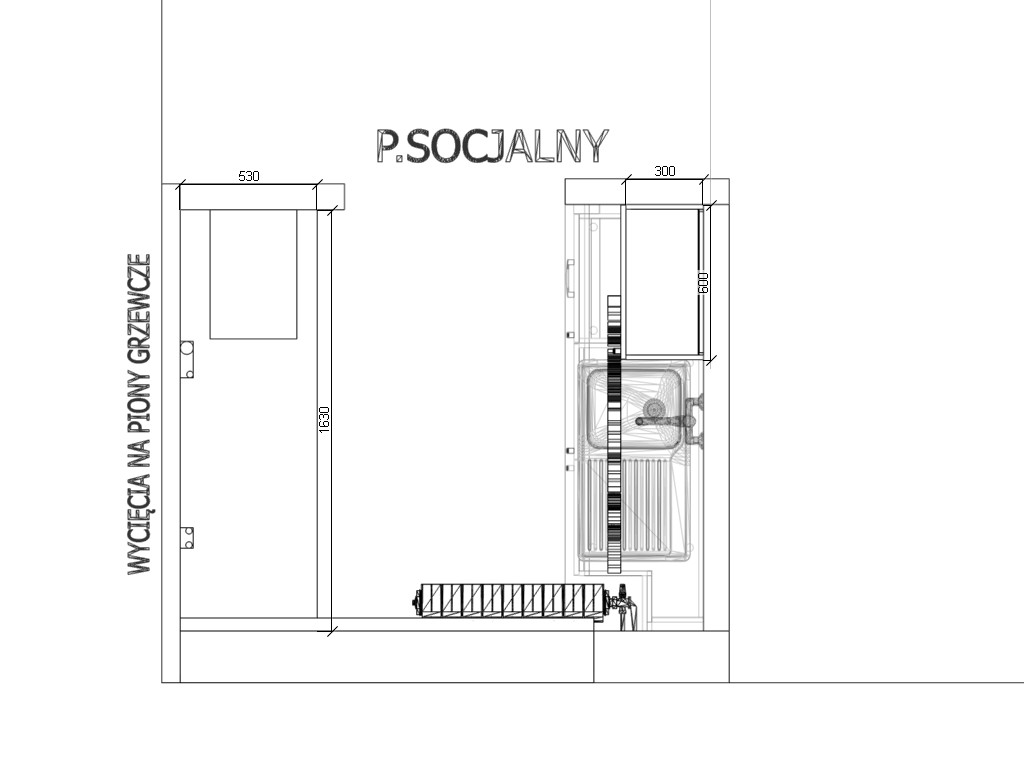 P.SOCJALNY
300
530
600
WYCIĘCIA NA PIONY GRZEWCZE
1630